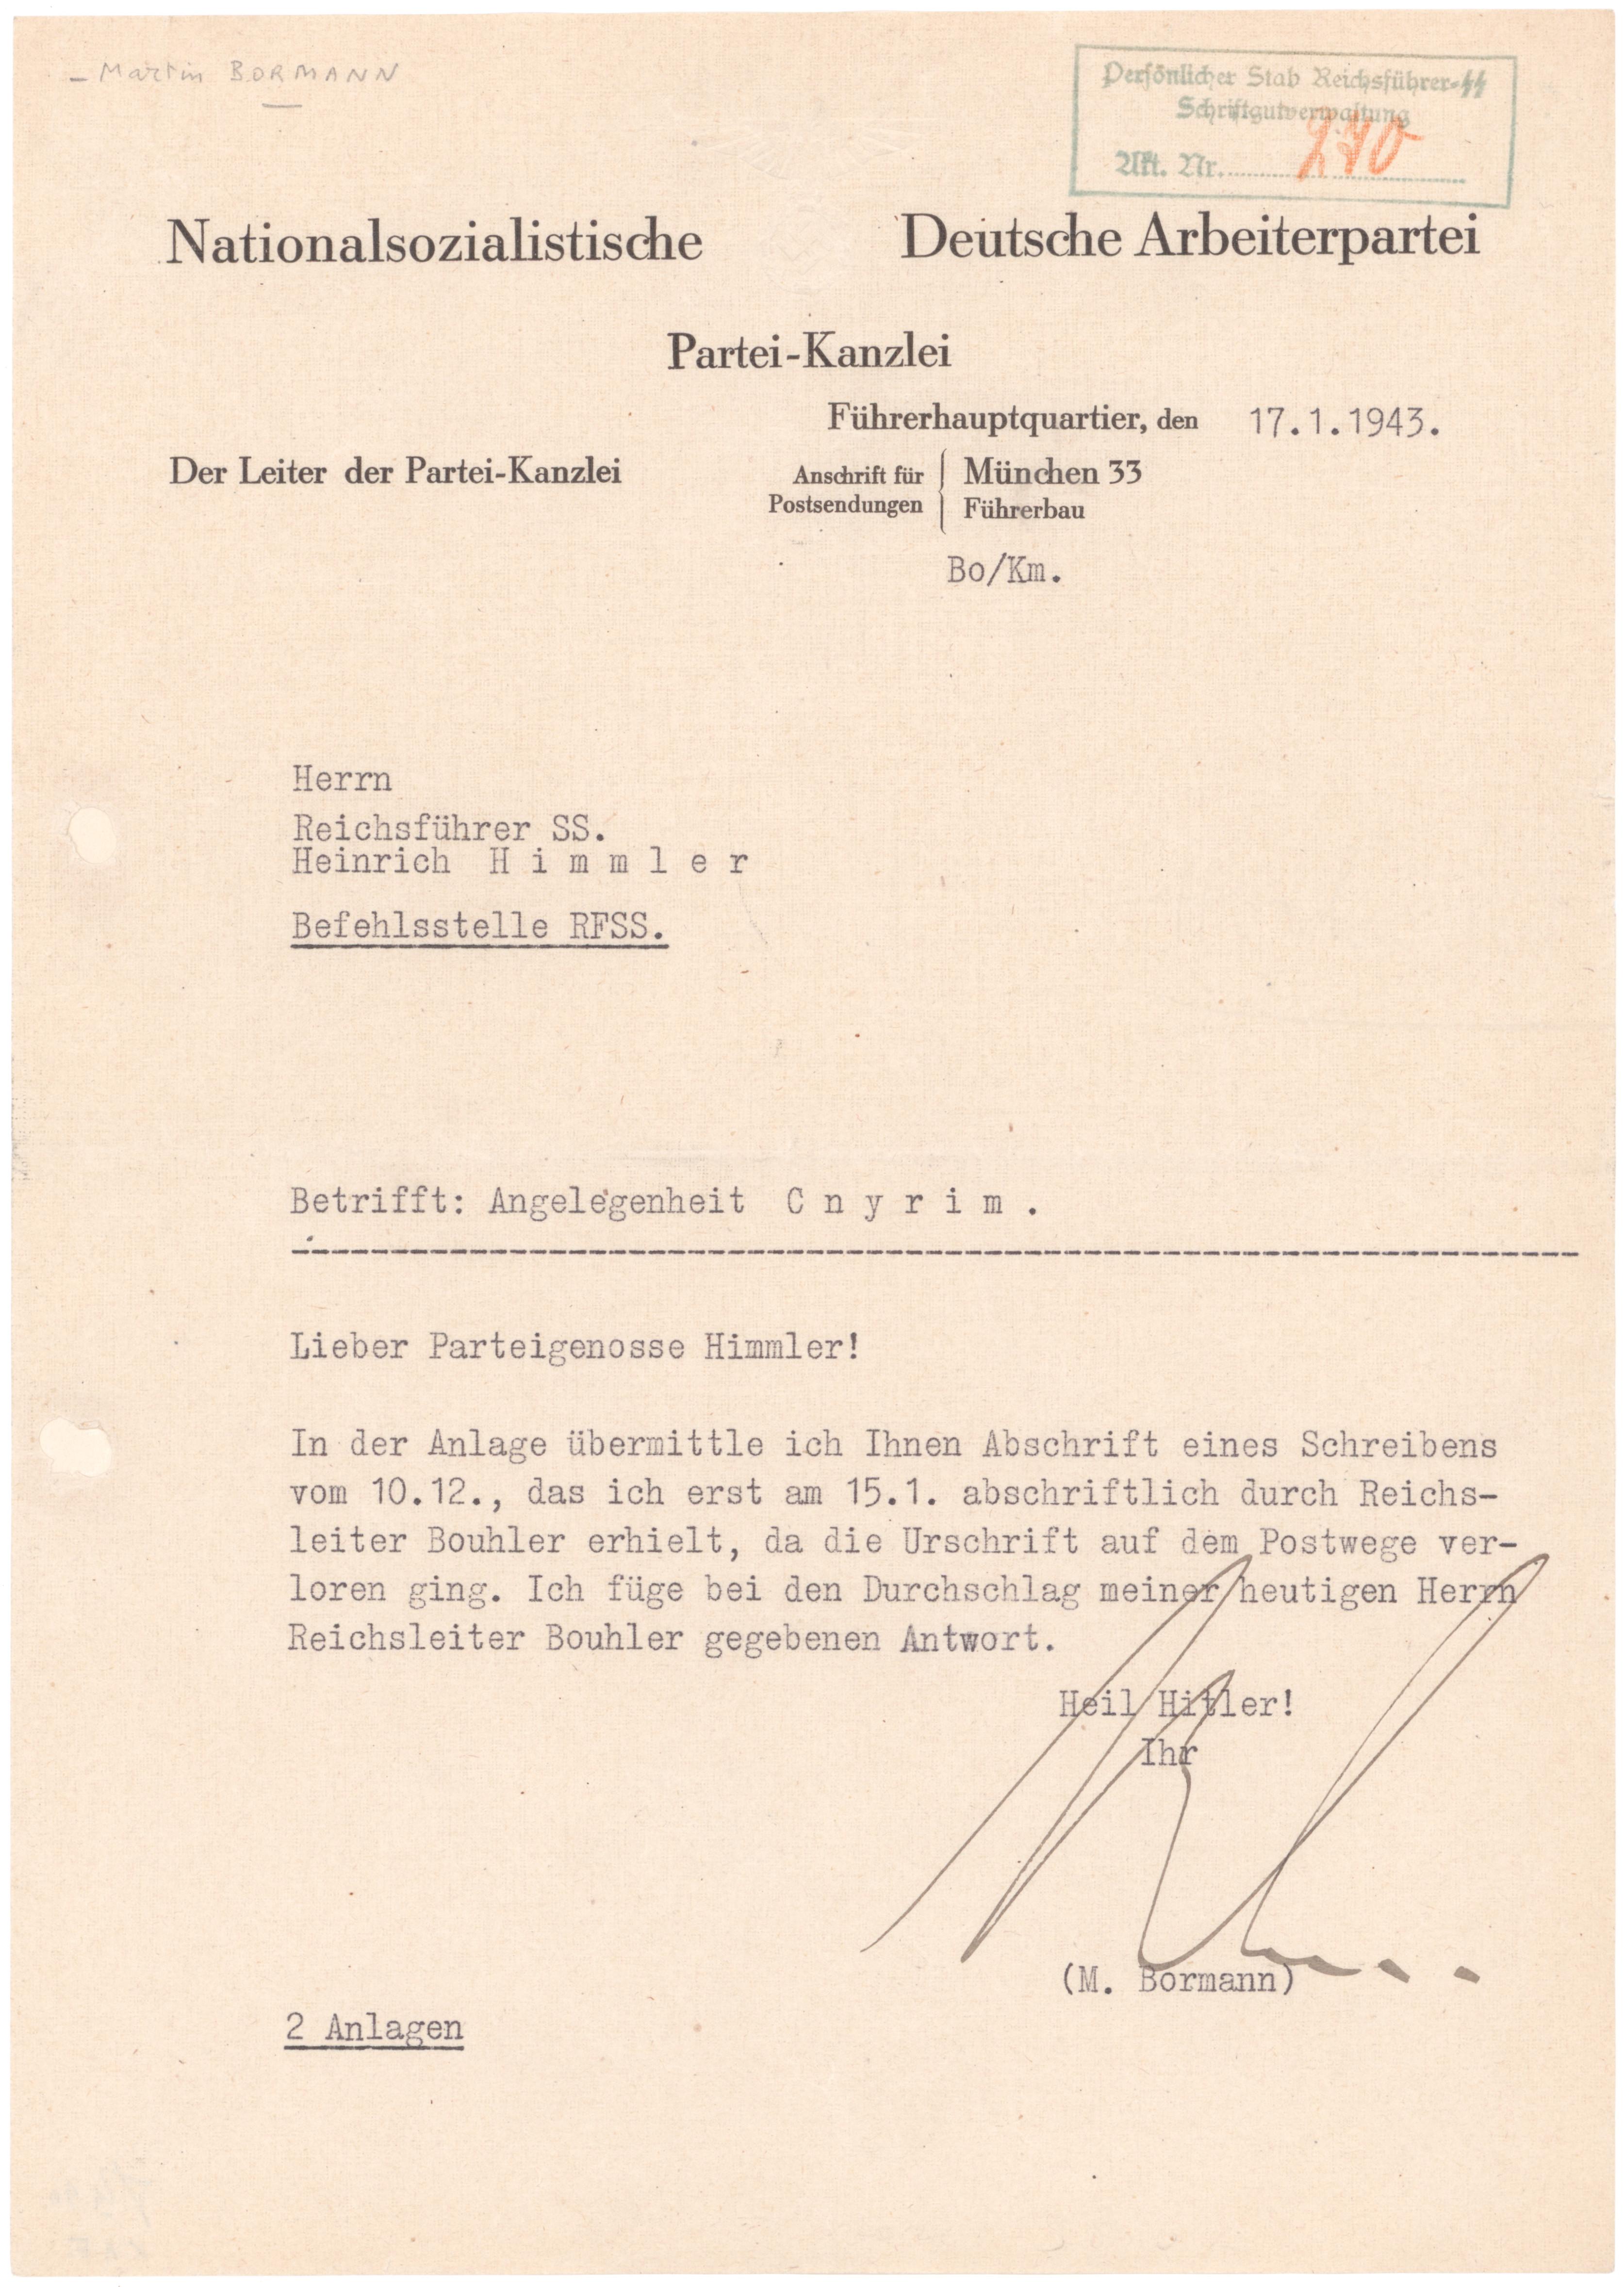 – Martin BORMANN
Persönlicher Stab Reichsführer-SS
Schriftgutverwaltung
Akt. Nr. 270
Nationalsozialistische Deutsche Arbeiterpartei
Partei-Kanzlei
Führerhauptquartier, den 17.1.1943.
Der Leiter der Partei-Kanzlei
Anschrift für Postsendungen
München 33
Führerbau
Bo/Km.
Herrn
Reichsführer SS.
Heinrich H i m m l e r
Befehlsstelle RFSS.
Betrifft: Angelegenheit C n y r i m .
Lieber Parteigenosse Himmler!
In der Anlage übermittle ich Ihnen Abschrift eines Schreibens
vom 10.12., das ich erst am 15.1. abschriftlich durch Reichs-
leiter Bouhler erhielt, da die Urschrift auf dem Postwege ver-
loren ging. Ich füge bei den Durchschlag meiner heutigen Herrn
Reichsleiter Bouhler gegebenen Antwort.
Heil Hitler!
Ihr
(M. Bormann)
2 Anlagen